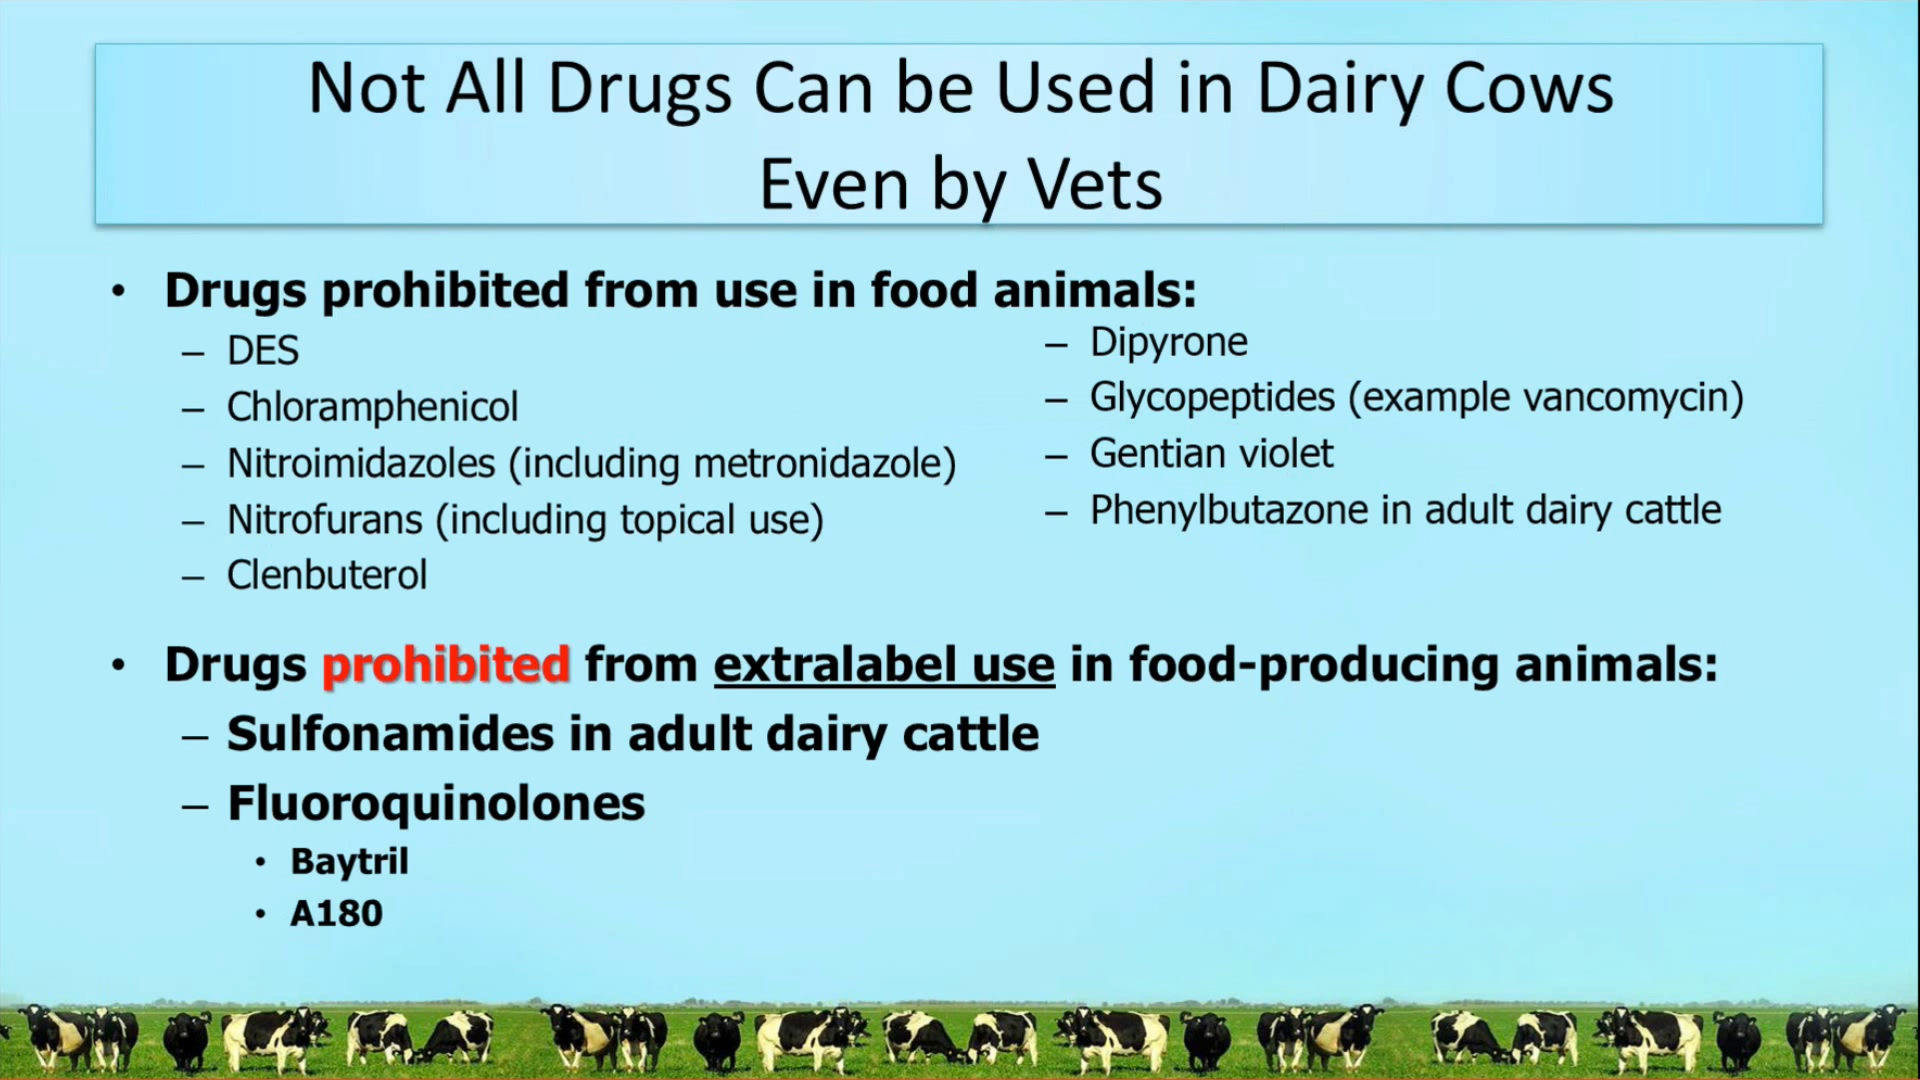 Not All Drugs Can be Used in Dairy Cows
Even by Vets
• Drugs prohibited from use in food animals:
– DES
– Chloramphenicol
– Nitroimidazoles (including metronidazole)
– Nitrofurans (including topical use)
– Clenbuterol
– Dipyrone
– Glycopeptides (example vancomycin)
– Gentian violet
– Phenylbutazone in adult dairy cattle
• Drugs prohibited from extralabel use in food-producing animals:
– Sulfonamides in adult dairy cattle
– Fluoroquinolones
• Baytril
• A180